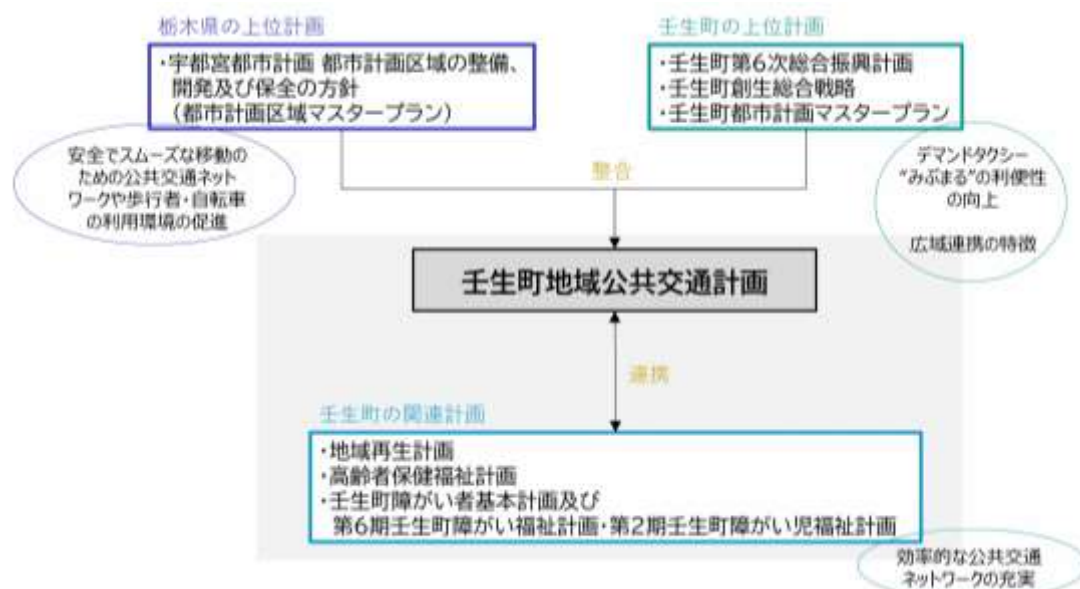 栃木県の上位計画
・宇都宮都市計画 都市計画区域の整備、
開発及び保全の方針
（都市計画区域マスタープラン）
壬生町の上位計画
・壬生町第6次総合振興計画
・壬生町創生総合戦略
・壬生町都市計画マスタープラン
安全でスムーズな移動の
ための公共交通ネット
ワークや歩行者・自転車
の利用環境の促進
整合
デマンドタクシー
“みぶまる”の利便性
の向上
広域連携の特徴
壬生町地域公共交通計画
連携
壬生町の関連計画
・地域再生計画
・高齢者保健福祉計画
・壬生町障がい者基本計画及び
第6期壬生町障がい福祉計画・第2期壬生町障がい児福祉計画
効率的な公共交通
ネットワークの充実